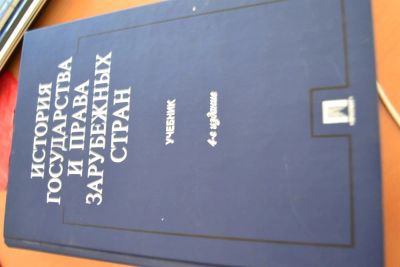 ИСТОРИЯ
ГОСУДАРСТВА
И ПРАВА
ЗАРУБЕЖНЫХ
СТРАН
УЧЕБНИК
4-е издание